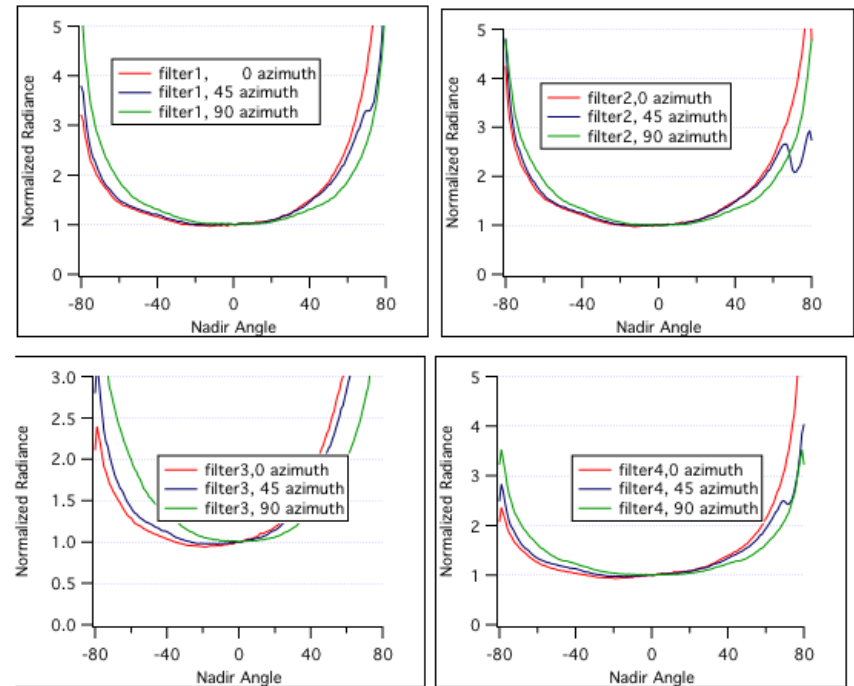 5
4
3
2
1
0
Normalized Radiance
filter1, 0 azimuth
filter1, 45 azimuth
filter1, 90 azimuth
-80 -40 0 40 80
Nadir Angle
5
4
3
2
1
0
Normalized Radiance
filter2,0 azimuth
filter2, 45 azimuth
filter2, 90 azimuth
-80 -40 0 40 80
Nadir Angle
3.0
2.5
2.0
1.5
1.0
0.5
0.0
Normalized Radiance
filter3,0 azimuth
filter3, 45 azimuth
filter3, 90 azimuth
-80 -40 0 40 80
Nadir Angle
5
4
3
2
1
0
Normalized Radiance
filter4,0 azimuth
filter4, 45 azimuth
filter4, 90 azimuth
-80 -40 0 40 80
Nadir Angle